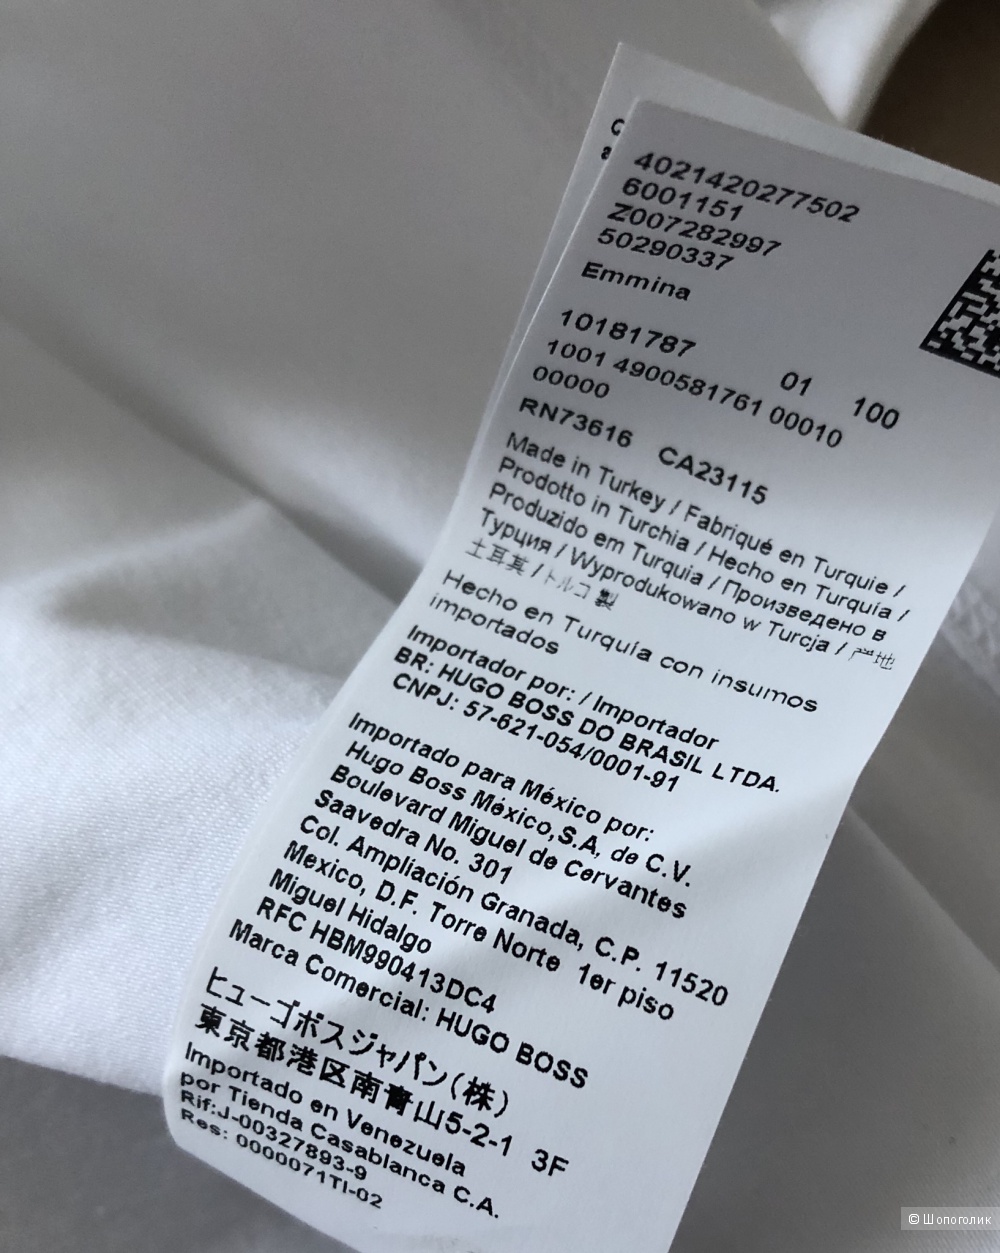 4021420277502
6001151
Z007282997
50290337
Emmina
10181787 01 100
1001 4900581761 00010
00000
RN73616 CA23115
Made in Turkey / Fabriqué en Turquie /
Prodotto in Turchia / Hecho en Turquía /
Produzido em Turquia / Произведено в
Турция / Wyprodukowano w Turcja / 产地
土耳其 / トルコ製
Hecho en Turquía con insumos
importados
Importador por: / Importador
BR: HUGO BOSS DO BRASIL LTDA.
CNPJ: 57-621-054/0001-91
Importado para México por:
Hugo Boss México,S.A, de C.V.
Boulevard Miguel de Cervantes
Saavedra No. 301
Col. Ampliación Granada, C.P. 11520
Mexico, D.F. Torre Norte 1er piso
Miguel Hidalgo
RFC HBM990413DC4
Marca Comercial: HUGO BOSS
ヒューゴボスジャパン(株)
東京都港区南青山5-2-1 3F
Importado en Venezuela
por Tienda Casablanca C.A.
Rif:J-00327893-9
Res: 0000071TI-02
© Шопоголик